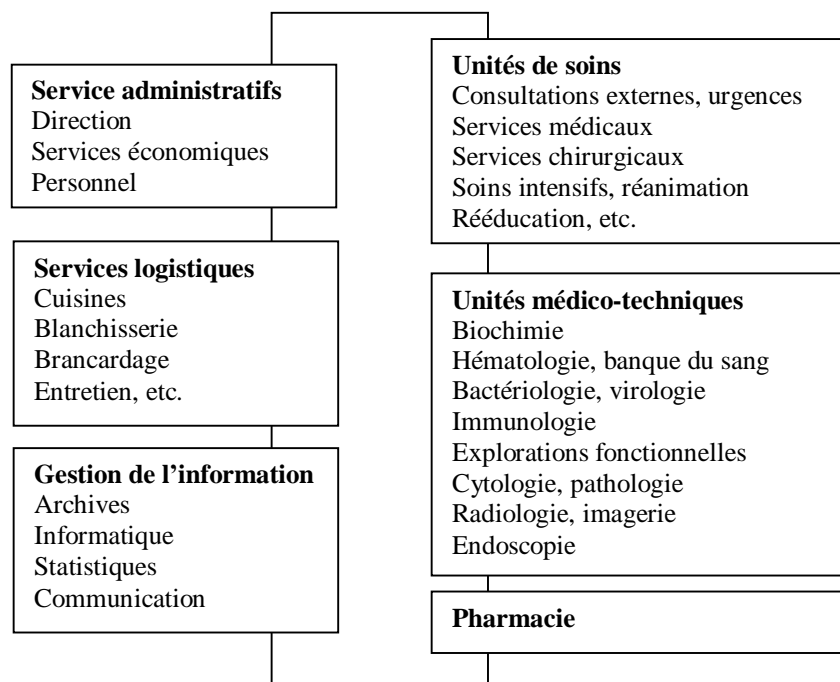 Service administratifs
Direction
Services économiques
Personnel
Services logistiques
Cuisines
Blanchisserie
Brancardage
Entretien, etc.
Gestion de l’information
Archives
Informatique
Statistiques
Communication
Unités de soins
Consultations externes, urgences
Services médicaux
Services chirurgicaux
Soins intensifs, réanimation
Rééducation, etc.
Unités médico-techniques
Biochimie
Hématologie, banque du sang
Bactériologie, virologie
Immunologie
Explorations fonctionnelles
Cytologie, pathologie
Radiologie, imagerie
Endoscopie
Pharmacie